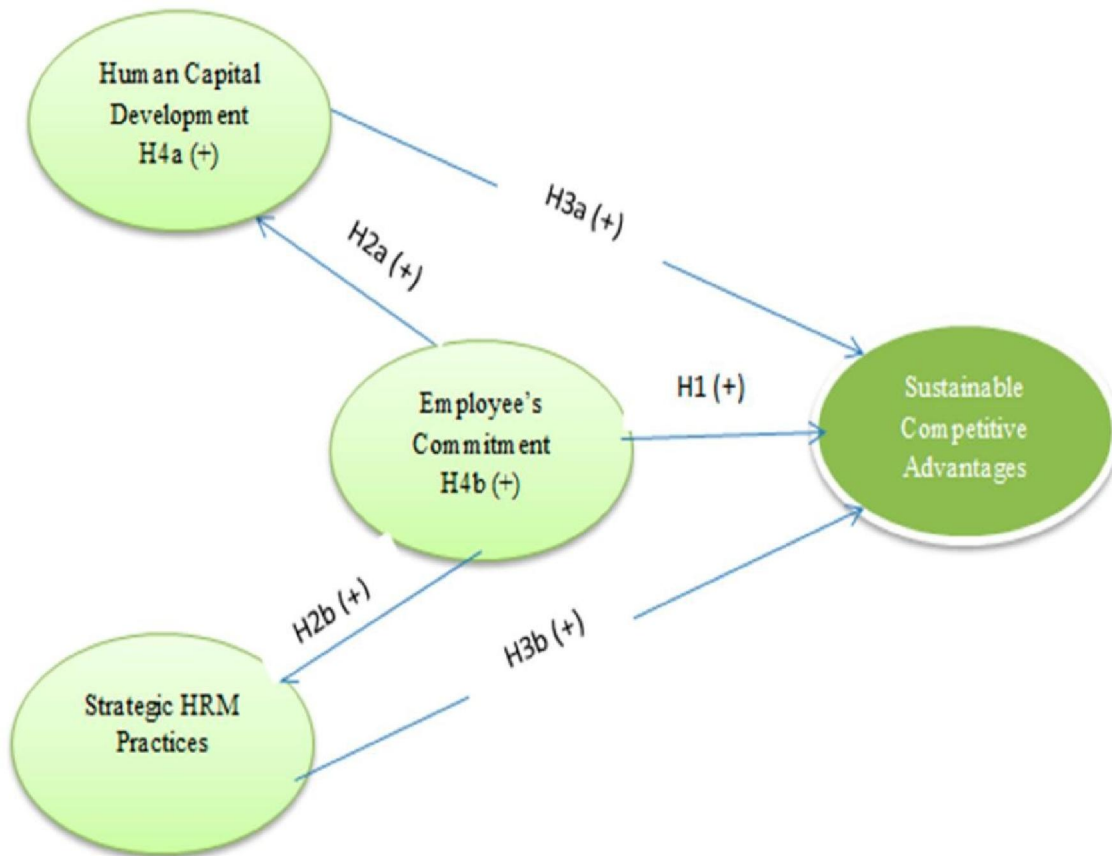 Human Capital
Development
H4a (+)
H3a (+)
H2a (+)
Employee's
Commitment
H4b (+)
H1 (+)
Sustainable
Competitive
Advantages
H2b (+)
H3b (+)
Strategic HRM
Practices